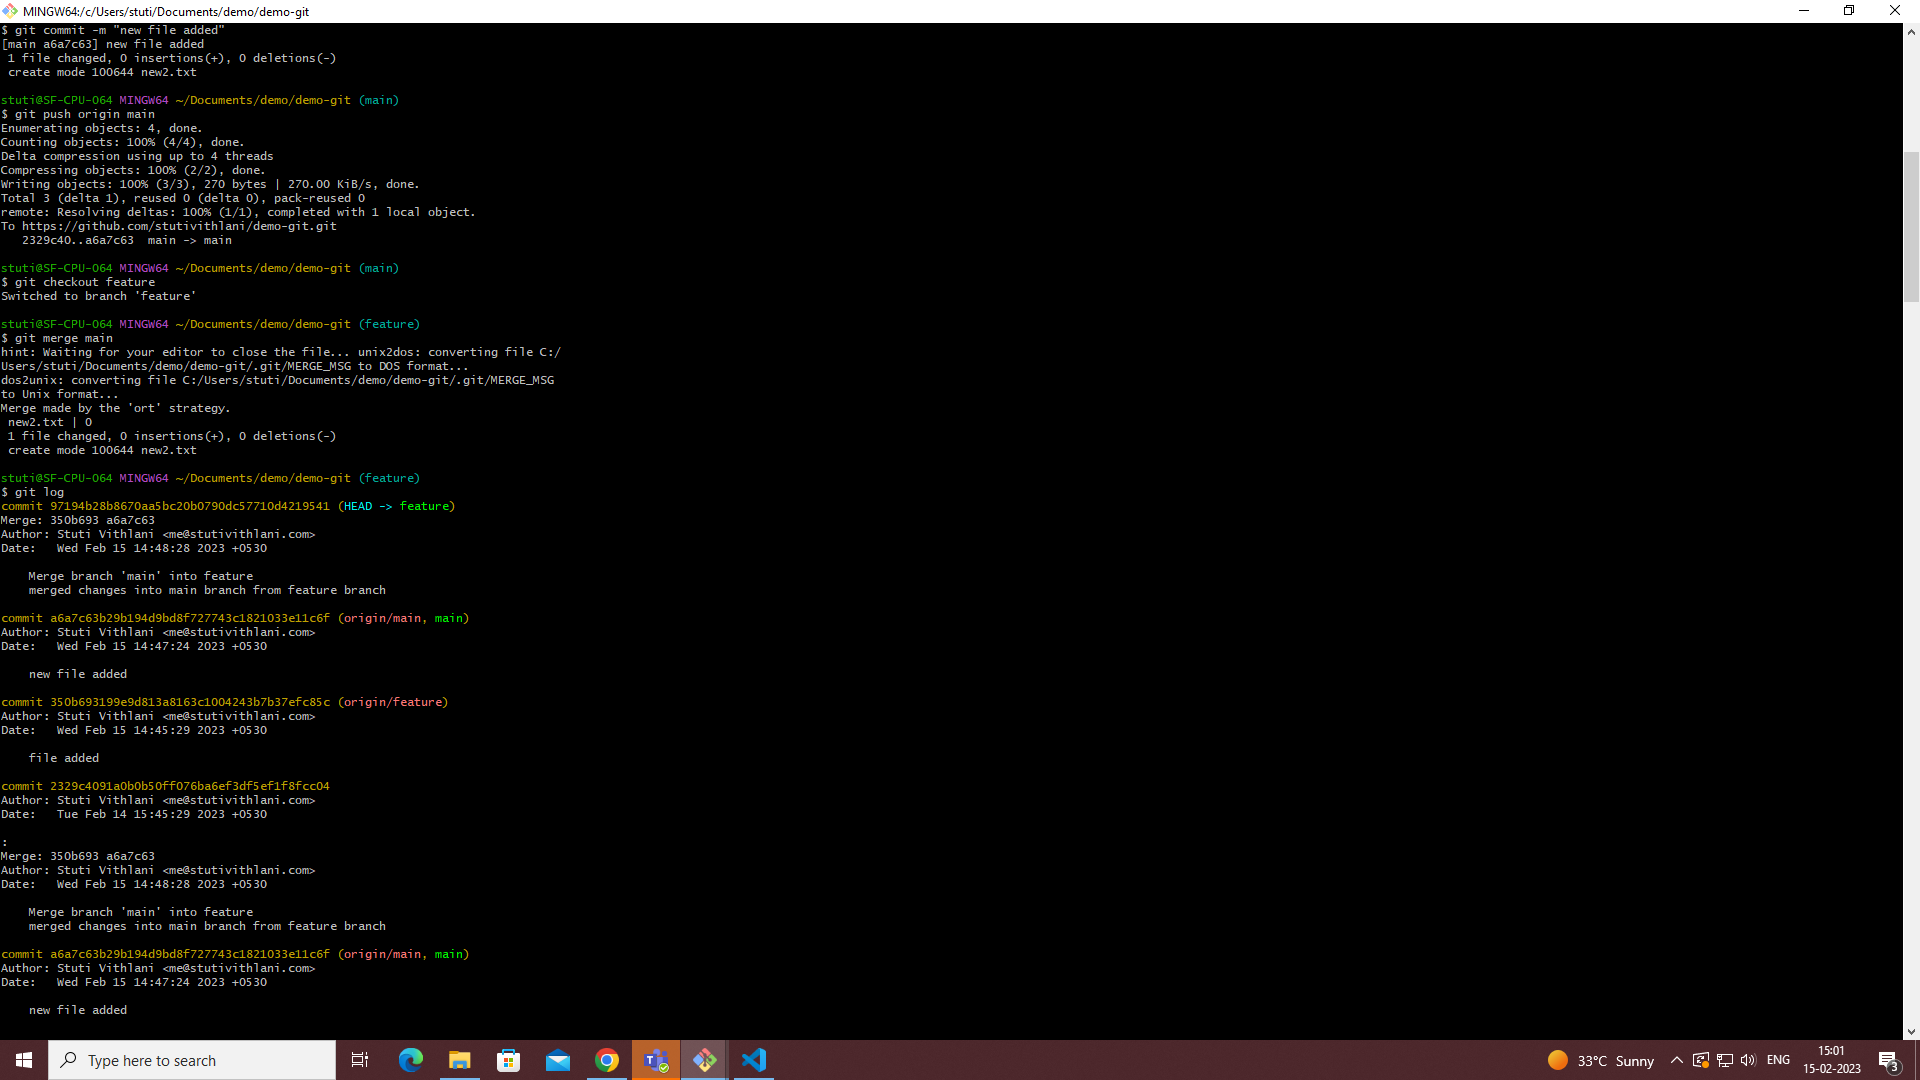 MINGW64:/c/Users/stuti/Documents/demo/demo-git
$ git commit -m "new file added"
[main a6a7c63] new file added
 1 file changed, 0 insertions(+), 0 deletions(-)
 create mode 100644 new2.txt

stuti@SF-CPU-064 MINGW64 ~/Documents/demo/demo-git (main)
$ git push origin main
Enumerating objects: 4, done.
Counting objects: 100% (4/4), done.
Delta compression using up to 4 threads
Compressing objects: 100% (2/2), done.
Writing objects: 100% (3/3), 270 bytes | 270.00 KiB/s, done.
Total 3 (delta 1), reused 0 (delta 0), pack-reused 0
remote: Resolving deltas: 100% (1/1), completed with 1 local object.
To https://github.com/stutivithlani/demo-git.git
   2329c40..a6a7c63  main -> main

stuti@SF-CPU-064 MINGW64 ~/Documents/demo/demo-git (main)
$ git checkout feature
Switched to branch 'feature'

stuti@SF-CPU-064 MINGW64 ~/Documents/demo/demo-git (feature)
$ git merge main
hint: Waiting for your editor to close the file... unix2dos: converting file C:/
Users/stuti/Documents/demo/demo-git/.git/MERGE_MSG to DOS format...
dos2unix: converting file C:/Users/stuti/Documents/demo/demo-git/.git/MERGE_MSG
to Unix format...
Merge made by the 'ort' strategy.
 new2.txt | 0
 1 file changed, 0 insertions(+), 0 deletions(-)
 create mode 100644 new2.txt

stuti@SF-CPU-064 MINGW64 ~/Documents/demo/demo-git (feature)
$ git log
commit 97194b28b8670aa5bc20b0790dc57710d4219541 (HEAD -> feature)
Merge: 350b693 a6a7c63
Author: Stuti Vithlani <me@stutivithlani.com>
Date:   Wed Feb 15 14:48:28 2023 +0530

    Merge branch 'main' into feature
    merged changes into main branch from feature branch

commit a6a7c63b29b194d9bd8f727743c1821033e11c6f (origin/main, main)
Author: Stuti Vithlani <me@stutivithlani.com>
Date:   Wed Feb 15 14:47:24 2023 +0530

    new file added

commit 350b693199e9d813a8163c1004243b7b37efc85c (origin/feature)
Author: Stuti Vithlani <me@stutivithlani.com>
Date:   Wed Feb 15 14:45:29 2023 +0530

    file added

commit 2329c4091a0b0b50ff076ba6ef3df5ef1f8fcc04
Author: Stuti Vithlani <me@stutivithlani.com>
Date:   Tue Feb 14 15:45:29 2023 +0530

:
Merge: 350b693 a6a7c63
Author: Stuti Vithlani <me@stutivithlani.com>
Date:   Wed Feb 15 14:48:28 2023 +0530

    Merge branch 'main' into feature
    merged changes into main branch from feature branch

commit a6a7c63b29b194d9bd8f727743c1821033e11c6f (origin/main, main)
Author: Stuti Vithlani <me@stutivithlani.com>
Date:   Wed Feb 15 14:47:24 2023 +0530

    new file added

Type here to search
33°C Sunny
ENG
15:01
15-02-2023
3